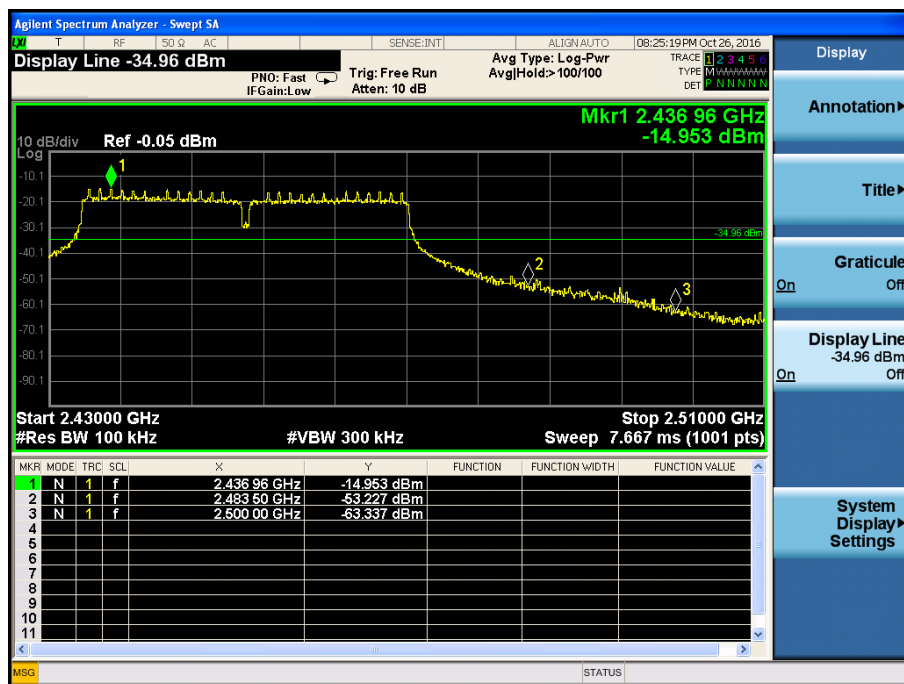 Agilent Spectrum Analyzer - Swept SA
LXI T RF 50 Ω AC SENSE:INT ALIGN AUTO 08:25:19 PM Oct 26, 2016
Display Line -34.96 dBm
PNO: Fast
IFGain:Low
Trig: Free Run
Atten: 10 dB
Avg Type: Log-Pwr
Avg|Hold:>100/100
TRACE 1 2 3 4 5 6
TYPE M W W W W W
DET P N N N N N
Mkr1 2.436 96 GHz
-14.953 dBm
10 dB/div Ref -0.05 dBm
Log
-10.1
-20.1
-30.1
-40.1
-50.1
-60.1
-70.1
-80.1
-90.1
1
-34.96 dBm
2
3
Start 2.43000 GHz Stop 2.51000 GHz
#Res BW 100 kHz #VBW 300 kHz Sweep 7.667 ms (1001 pts)
MKR MODE TRC SCL X Y FUNCTION FUNCTION WIDTH FUNCTION VALUE
1 N 1 f 2.436 96 GHz -14.953 dBm
2 N 1 f 2.483 50 GHz -53.227 dBm
3 N 1 f 2.500 00 GHz -63.337 dBm
4
5
6
7
8
9
10
11
MSG STATUS
Display
Annotation
Title
Graticule
On Off
Display Line
-34.96 dBm
On Off
System
Display
Settings